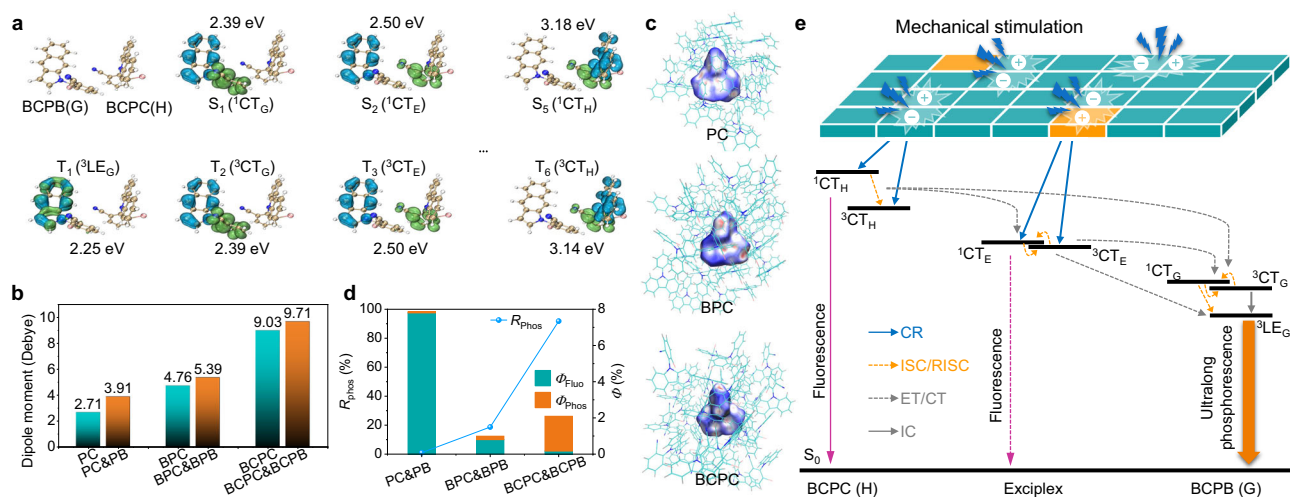 a
2.39 eV
2.50 eV
3.18 eV
BCPB(G)
BCPC(H)
S1 (1CTG)
S2 (1CTE)
S5 (1CTH)
...
T1 (3LEG)
T2 (3CTG)
T3 (3CTE)
T6 (3CTH)
2.25 eV
2.39 eV
2.50 eV
3.14 eV
b
Dipole moment (Debye)
10
8
6
4
2
0
2.71
3.91
4.76
5.39
9.03
9.71
PC
PC&PB
BPC
BPC&BPB
BCPC
BCPC&BCPB
d
Rphos (%)
100
80
60
40
20
0
RPhos
ΦFluo
ΦPhos
8
6
4
2
0
Φ (%)
PC&PB
BPC&BPB
BCPC&BCPB
c
PC
BPC
BCPC
e
Mechanical stimulation
1CTH
3CTH
1CTE
3CTE
1CTG
3CTG
3LEG
Fluorescence
Fluorescence
Ultralong
phosphorescence
CR
ISC/RISC
ET/CT
IC
S0
BCPC (H)
Exciplex
BCPB (G)